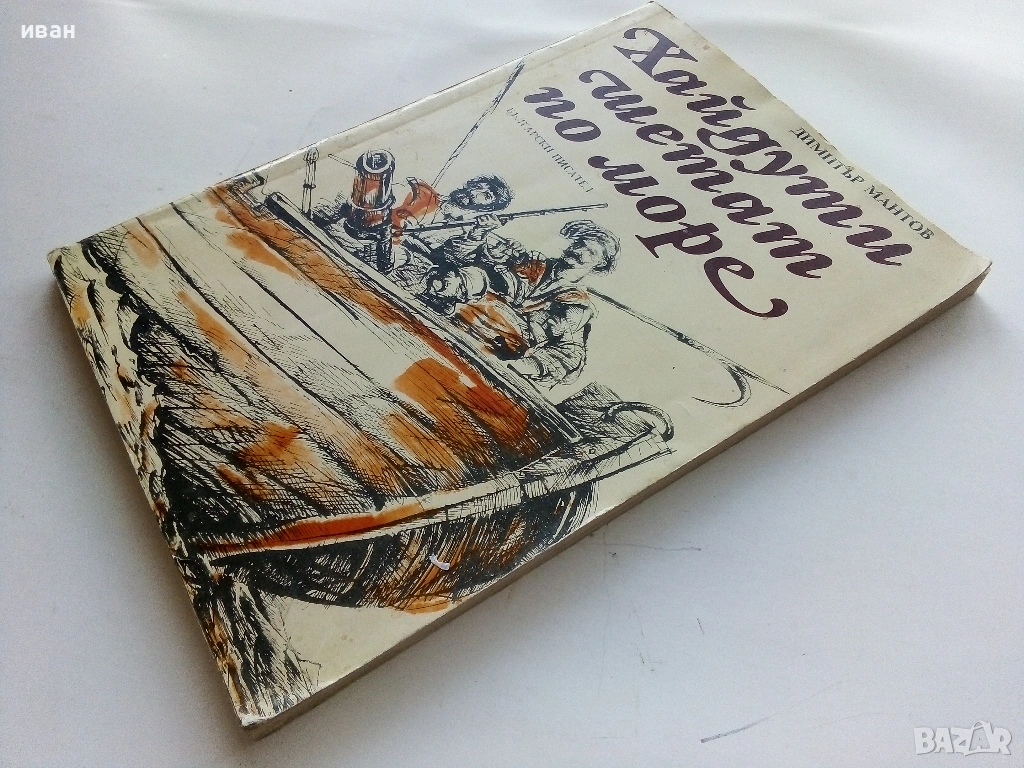 иван
ДИМИТЪР МАНТОВ
Хайдути
шетат
по море
БЪЛГАРСКИ ПИСАТЕЛ
BAZAR